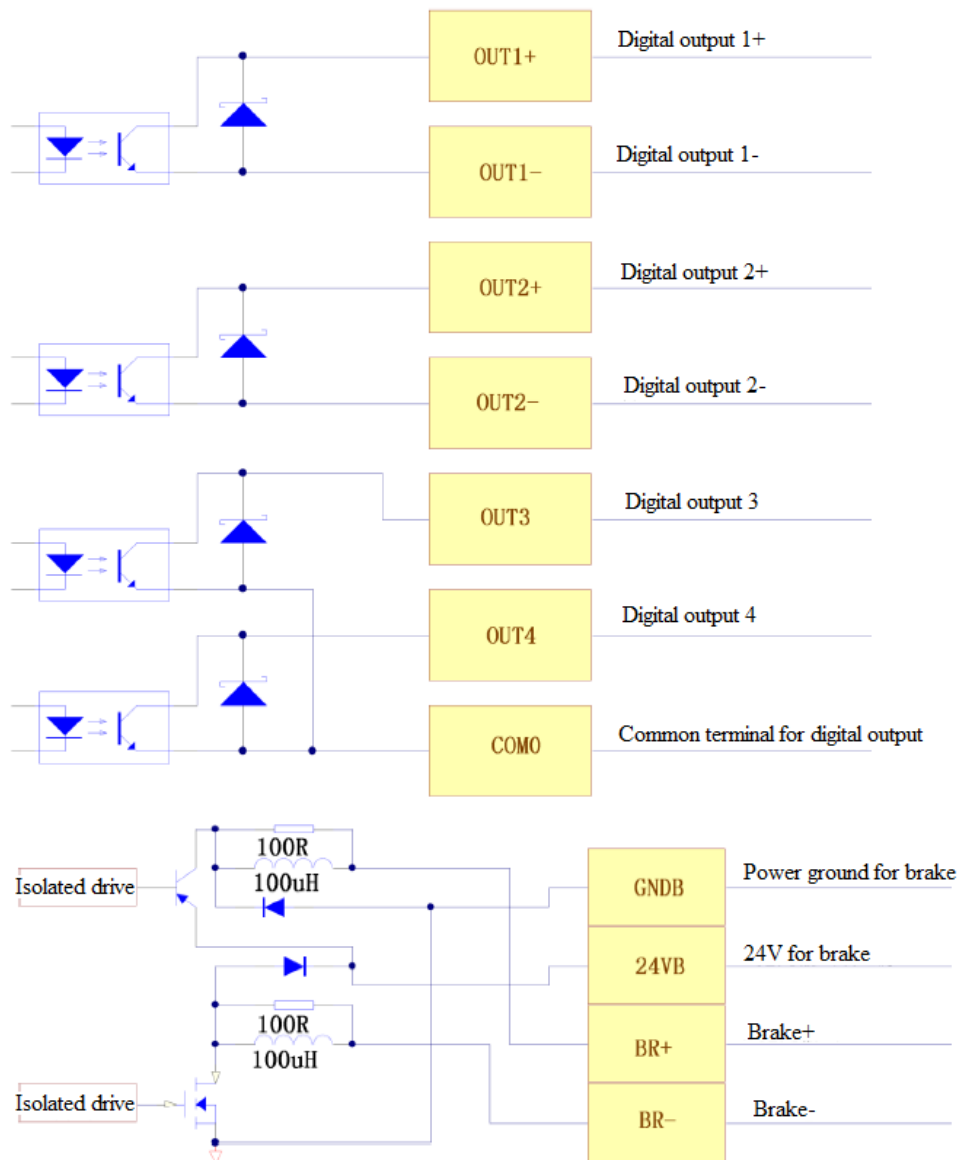 OUT1+
Digital output 1+
OUT1-
Digital output 1-
OUT2+
Digital output 2+
OUT2-
Digital output 2-
OUT3
Digital output 3
OUT4
Digital output 4
COMO
Common terminal for digital output
100R
100uH
Isolated drive
GNDB
Power ground for brake
24VB
24V for brake
100R
100uH
BR+
Brake+
Isolated drive
BR-
Brake-